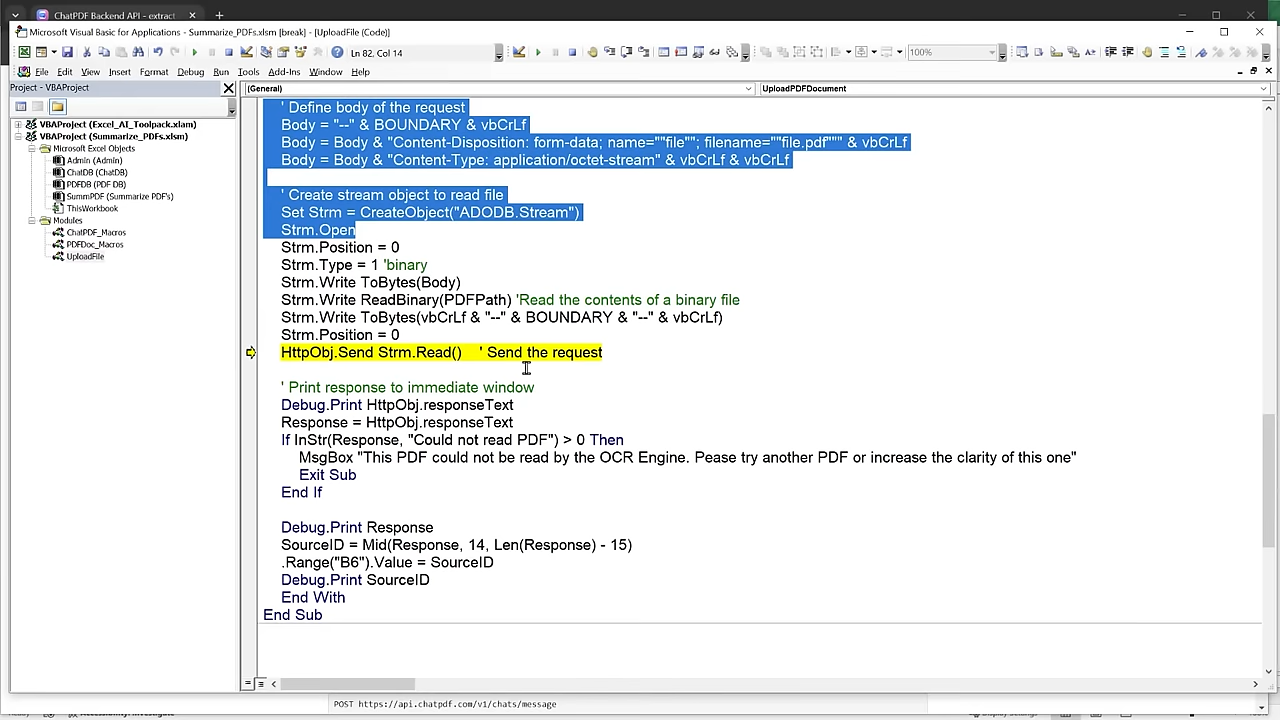 ChatPDF Backend API - extract
Microsoft Visual Basic for Applications - Summarize_PDFs.xlsm [break] - [UploadFile (Code)]
Ln 82, Col 14
100%
File Edit View Insert Format Debug Run Tools Add-Ins Window Help
Project - VBAProject
(General)
UploadPDFDocument
VBAProject (Excel_AI_Toolpack.xlam)
VBAProject (Summarize_PDFs.xlsm)
Microsoft Excel Objects
Admin (Admin)
ChatDB (ChatDB)
PDFDB (PDF DB)
SummPDF (Summarize PDF's)
ThisWorkbook
Modules
ChatPDF_Macros
PDFDoc_Macros
UploadFile
' Define body of the request
Body = "--" & BOUNDARY & vbCrLf
Body = Body & "Content-Disposition: form-data; name=""file""; filename=""file.pdf""" & vbCrLf
Body = Body & "Content-Type: application/octet-stream" & vbCrLf & vbCrLf
' Create stream object to read file
Set Strm = CreateObject("ADODB.Stream")
Strm.Open
Strm.Position = 0
Strm.Type = 1 'binary
Strm.Write ToBytes(Body)
Strm.Write ReadBinary(PDFPath) 'Read the contents of a binary file
Strm.Write ToBytes(vbCrLf & "--" & BOUNDARY & "--" & vbCrLf)
Strm.Position = 0
HttpObj.Send Strm.Read() ' Send the request
' Print response to immediate window
Debug.Print HttpObj.responseText
Response = HttpObj.responseText
If InStr(Response, "Could not read PDF") > 0 Then
MsgBox "This PDF could not be read by the OCR Engine. Pease try another PDF or increase the clarity of this one"
Exit Sub
End If
Debug.Print Response
SourceID = Mid(Response, 14, Len(Response) - 15)
.Range("B6").Value = SourceID
Debug.Print SourceID
End With
End Sub
POST https://api.chatpdf.com/v1/chats/message